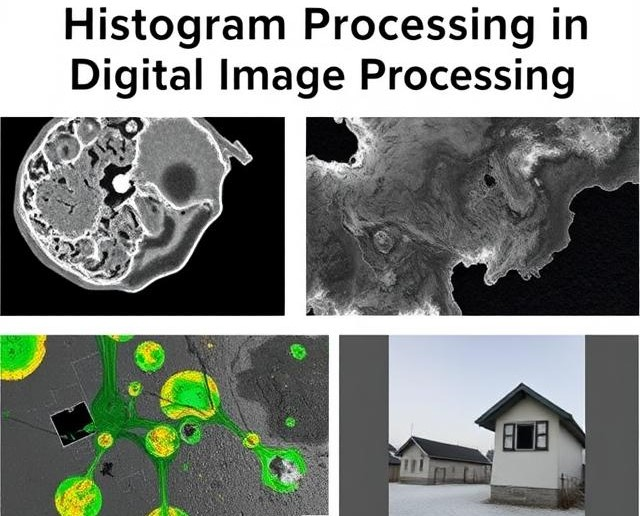 Histogram Processing in
Digital Image Processing